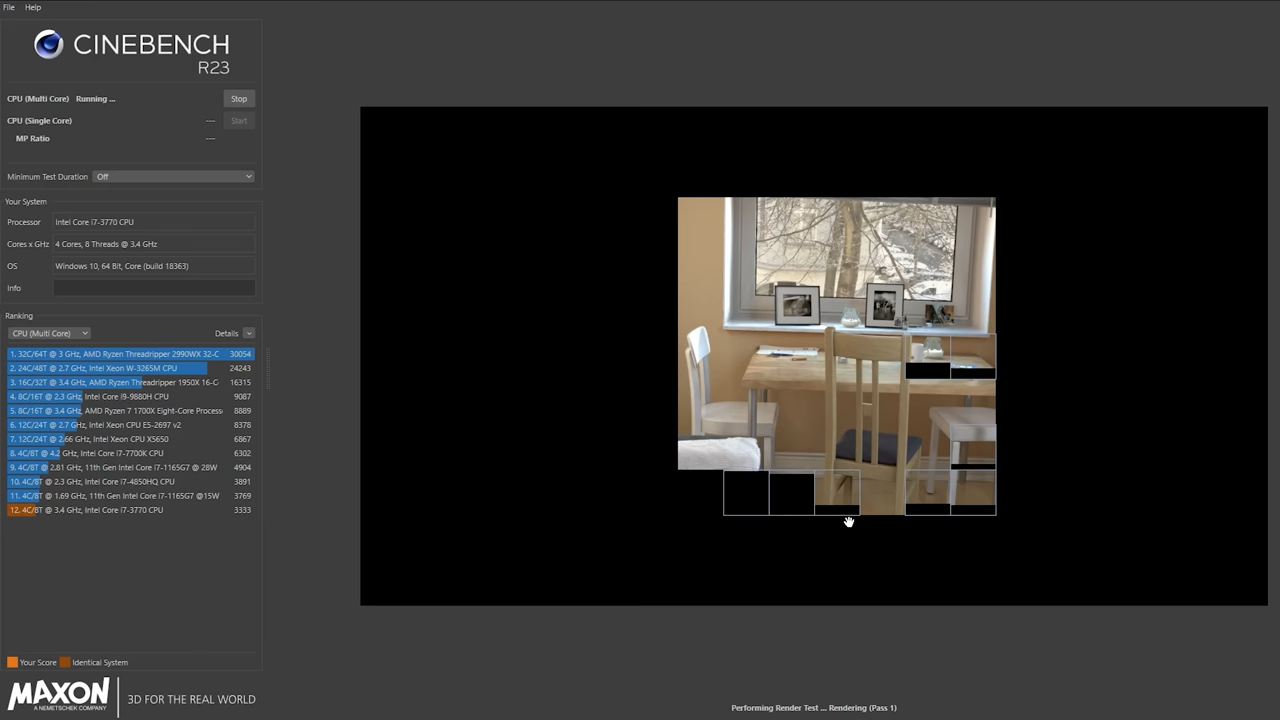 File Help
CINEBENCH
R23
CPU (Multi Core) Running ... Stop
CPU (Single Core) --- Start
MP Ratio ---
Minimum Test Duration Off
Your System
Processor Intel Core i7-3770 CPU
Cores x GHz 4 Cores, 8 Threads @ 3.4 GHz
OS Windows 10, 64 Bit, Core (build 18363)
Info
Ranking
CPU (Multi Core) Details
1. 32C/64T @ 3 GHz, AMD Ryzen Threadripper 2990WX 32-C 30054
2. 24C/48T @ 2.7 GHz, Intel Xeon W-3265M CPU 24243
3. 16C/32T @ 3.4 GHz, AMD Ryzen Threadripper 1950X 16-C 16315
4. 8C/16T @ 2.3 GHz, Intel Core i9-9880H CPU 9087
5. 8C/16T @ 3.4 GHz, AMD Ryzen 7 1700X Eight-Core Process 8889
6. 12C/24T @ 2.7 GHz, Intel Xeon CPU E5-2697 v2 8378
7. 12C/24T @ 2.66 GHz, Intel Xeon CPU X5650 6867
8. 4C/8T @ 4.2 GHz, Intel Core i7-7700K CPU 6302
9. 4C/8T @ 2.81 GHz, 11th Gen Intel Core i7-1165G7 @ 28W 4904
10. 4C/8T @ 2.3 GHz, Intel Core i7-4850HQ CPU 3891
11. 4C/8T @ 1.69 GHz, 11th Gen Intel Core i7-1165G7 @15W 3769
12. 4C/8T @ 3.4 GHz, Intel Core i7-3770 CPU 3333
Your Score Identical System
MAXON
A NEMETSCHEK COMPANY
3D FOR THE REAL WORLD
Performing Render Test ... Rendering (Pass 1)